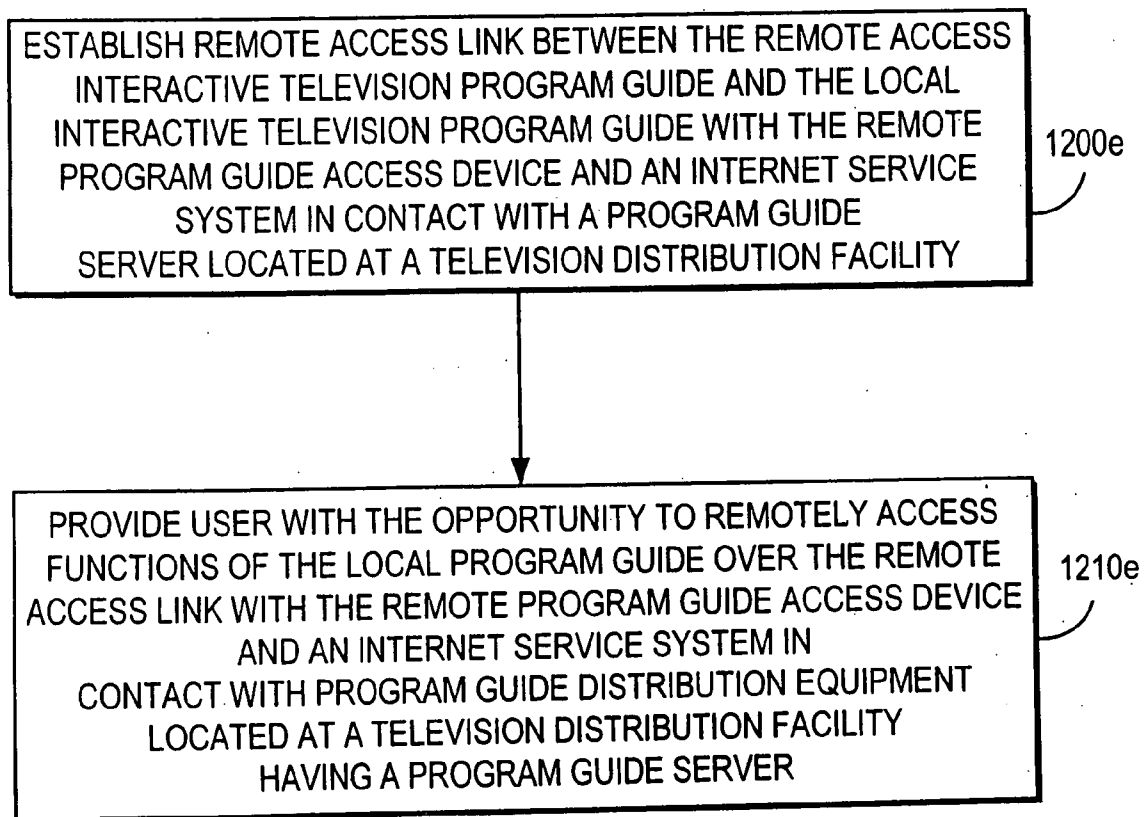 ESTABLISH REMOTE ACCESS LINK BETWEEN THE REMOTE ACCESS
INTERACTIVE TELEVISION PROGRAM GUIDE AND THE LOCAL
INTERACTIVE TELEVISION PROGRAM GUIDE WITH THE REMOTE
PROGRAM GUIDE ACCESS DEVICE AND AN INTERNET SERVICE
SYSTEM IN CONTACT WITH A PROGRAM GUIDE
SERVER LOCATED AT A TELEVISION DISTRIBUTION FACILITY
1200e
PROVIDE USER WITH THE OPPORTUNITY TO REMOTELY ACCESS
FUNCTIONS OF THE LOCAL PROGRAM GUIDE OVER THE REMOTE
ACCESS LINK WITH THE REMOTE PROGRAM GUIDE ACCESS DEVICE
AND AN INTERNET SERVICE SYSTEM IN
CONTACT WITH PROGRAM GUIDE DISTRIBUTION EQUIPMENT
LOCATED AT A TELEVISION DISTRIBUTION FACILITY
HAVING A PROGRAM GUIDE SERVER
1210e